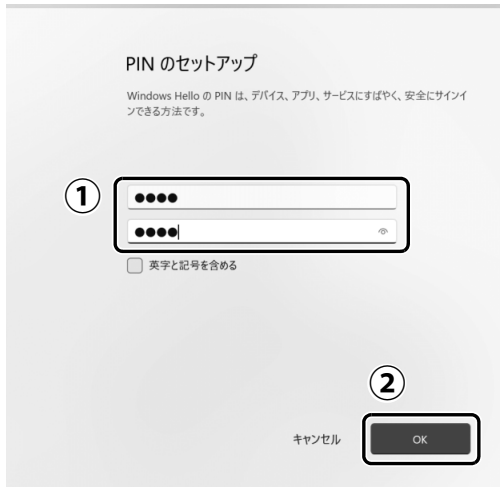 PIN のセットアップ
Windows Hello の PIN は、デバイス、アプリ、サービスにすばやく、安全にサインイ
ンできる方法です。
①
●●●●
●●●●
英字と記号を含める
②
キャンセル
OK